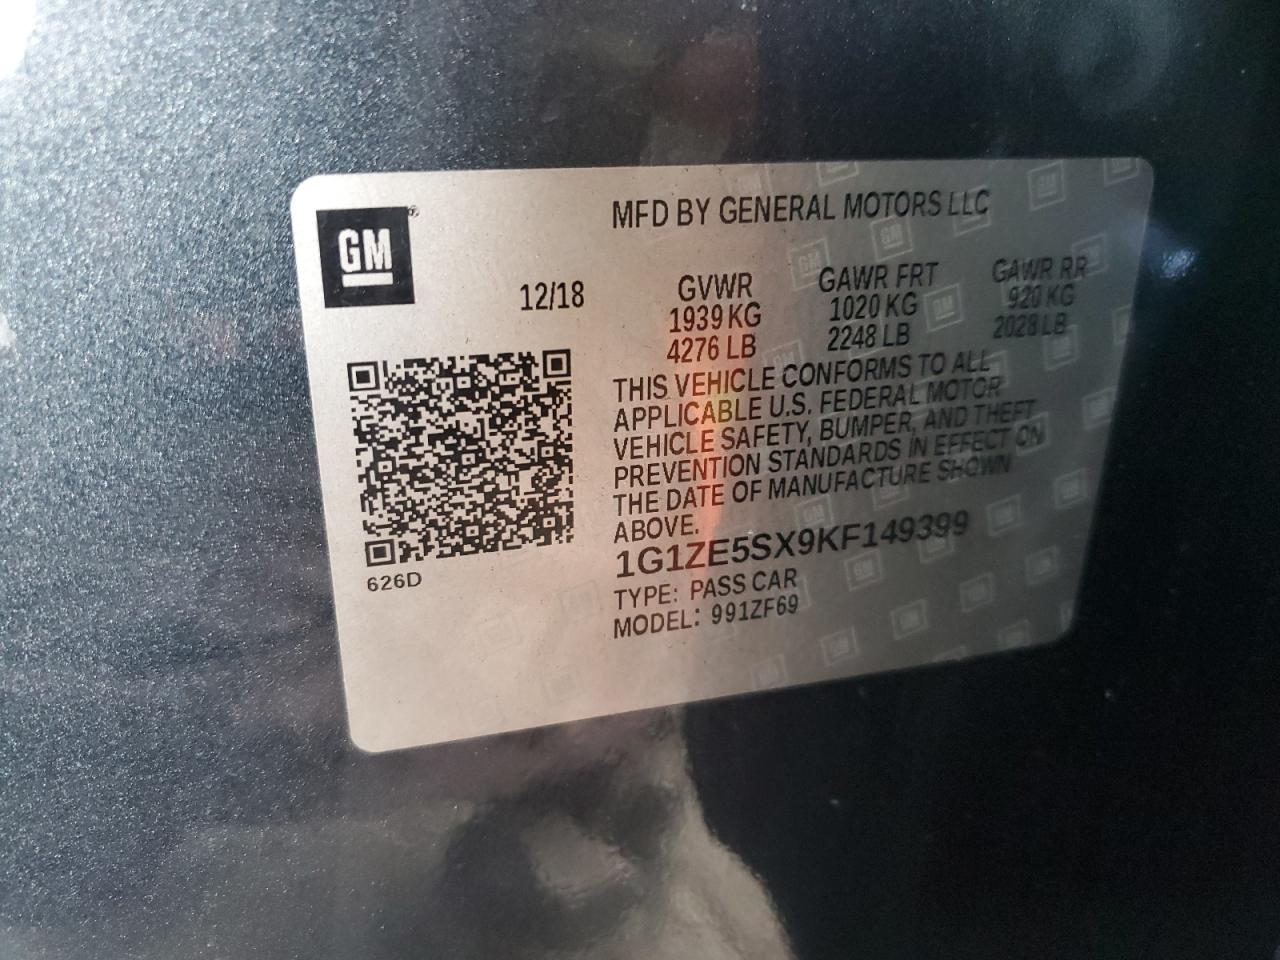 GM®
MFD BY GENERAL MOTORS LLC
12/18
GVWR GAWR FRT GAWR RR
1939 KG 1020 KG 920 KG
4276 LB 2248 LB 2028 LB
THIS VEHICLE CONFORMS TO ALL
APPLICABLE U.S. FEDERAL MOTOR
VEHICLE SAFETY, BUMPER, AND THEFT
PREVENTION STANDARDS IN EFFECT ON
THE DATE OF MANUFACTURE SHOWN
ABOVE.
1G1ZE5SX9KF149399
TYPE: PASS CAR
MODEL: 991ZF69
626D